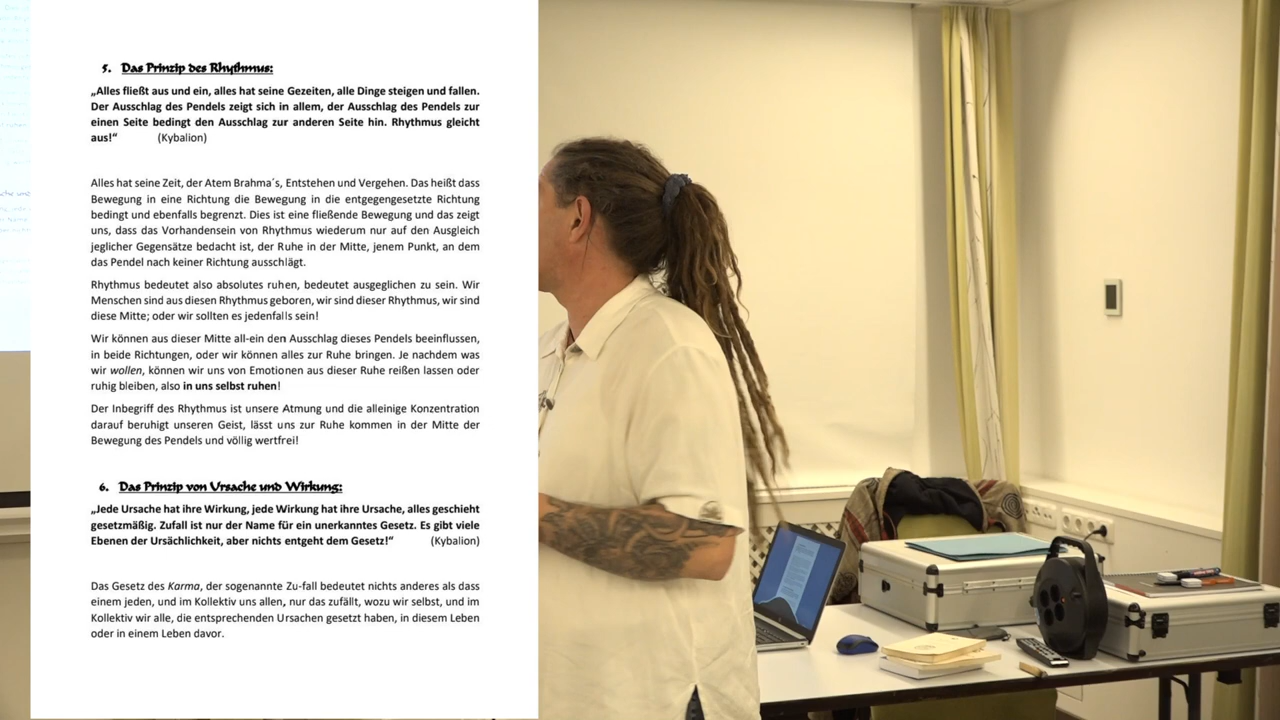 5. Das Prinzip des Rhythmus:
„Alles fließt aus und ein, alles hat seine Gezeiten, alle Dinge steigen und fallen.
Der Ausschlag des Pendels zeigt sich in allem, der Ausschlag des Pendels zur
einen Seite bedingt den Ausschlag zur anderen Seite hin. Rhythmus gleicht
aus!“ (Kybalion)
Alles hat seine Zeit, der Atem Brahma´s, Entstehen und Vergehen. Das heißt dass
Bewegung in eine Richtung die Bewegung in die entgegengesetzte Richtung
bedingt und ebenfalls begrenzt. Dies ist eine fließende Bewegung und das zeigt
uns, dass das Vorhandensein von Rhythmus wiederum nur auf den Ausgleich
jeglicher Gegensätze bedacht ist, der Ruhe in der Mitte, jenem Punkt, an dem
das Pendel nach keiner Richtung ausschlägt.
Rhythmus bedeutet also absolutes ruhen, bedeutet ausgeglichen zu sein. Wir
Menschen sind aus diesen Rhythmus geboren, wir sind dieser Rhythmus, wir sind
diese Mitte; oder wir sollten es jedenfalls sein!
Wir können aus dieser Mitte all-ein den Ausschlag dieses Pendels beeinflussen,
in beide Richtungen, oder wir können alles zur Ruhe bringen. Je nachdem was
wir wollen, können wir uns von Emotionen aus dieser Ruhe reißen lassen oder
ruhig bleiben, also in uns selbst ruhen!
Der Inbegriff des Rhythmus ist unsere Atmung und die alleinige Konzentration
darauf beruhigt unseren Geist, lässt uns zur Ruhe kommen in der Mitte der
Bewegung des Pendels und völlig wertfrei!
6. Das Prinzip von Ursache und Wirkung:
„Jede Ursache hat ihre Wirkung, jede Wirkung hat ihre Ursache, alles geschieht
gesetzmäßig. Zufall ist nur der Name für ein unerkanntes Gesetz. Es gibt viele
Ebenen der Ursächlichkeit, aber nichts entgeht dem Gesetz!“ (Kybalion)
Das Gesetz des Karma, der sogenannte Zu-fall bedeutet nichts anderes als dass
einem jeden, und im Kollektiv uns allen, nur das zufällt, wozu wir selbst, und im
Kollektiv wir alle, die entsprechenden Ursachen gesetzt haben, in diesem Leben
oder in einem Leben davor.